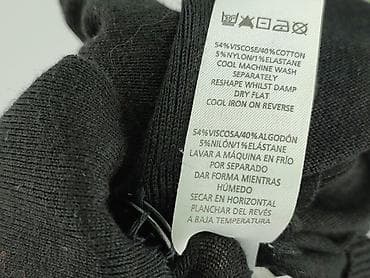 54%VISCOSE/40%COTTON
5%NYLON/1%ELASTANE
COOL MACHINE WASH
SEPARATELY
RESHAPE WHILST DAMP
DRY FLAT
COOL IRON ON REVERSE
54%VISCOSA/40%ALGODÓN
5%NILÓN/1%ELÁSTANE
LAVAR A MÁQUINA EN FRÍO
POR SEPARADO
DAR FORMA MIENTRAS
HÚMEDO
SECAR EN HORIZONTAL
PLANCHAR DEL REVÉS
A BAJA TEMPERATURA